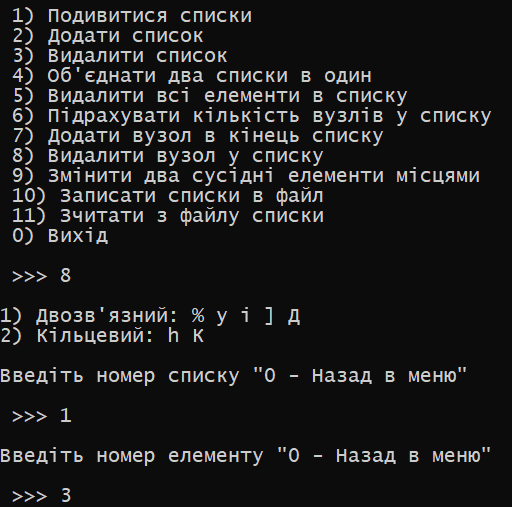 1) Подивитися списки
2) Додати список
3) Видалити список
4) Об'єднати два списки в один
5) Видалити всі елементи в списку
6) Підрахувати кількість вузлів у списку
7) Додати вузол в кінець списку
8) Видалити вузол у списку
9) Змінити два сусідні елементи місцями
10) Записати списки в файл
11) Зчитати з файлу списки
0) Вихід
>>> 8
1) Двозв'язний: % у і ] Д
2) Кільцевий: h К
Введіть номер списку "0 - Назад в меню"
>>> 1
Введіть номер елементу "0 - Назад в меню"
>>> 3